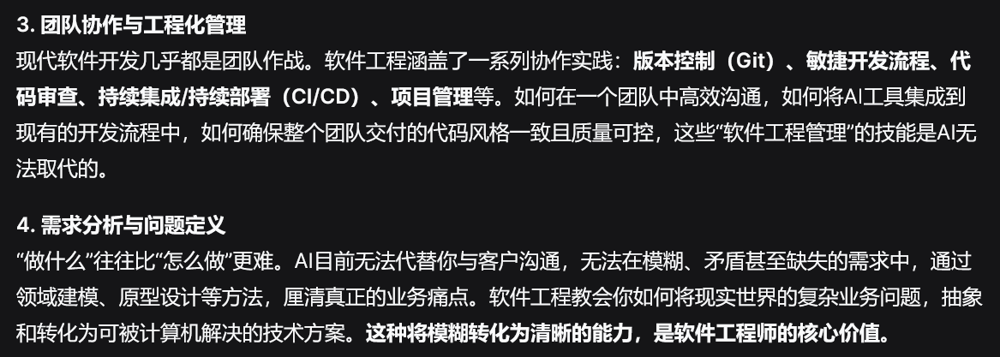 3. 团队协作与工程化管理
现代软件开发几乎都是团队作战。软件工程涵盖了一系列协作实践：版本控制（Git）、敏捷开发流程、代
码审查、持续集成/持续部署（CI/CD）、项目管理等。如何在一个团队中高效沟通，如何将AI工具集成到
现有的开发流程中，如何确保整个团队交付的代码风格一致且质量可控，这些“软件工程管理”的技能是AI无
法取代的。
4. 需求分析与问题定义
“做什么”往往比“怎么做”更难。AI目前无法代替你与客户沟通，无法在模糊、矛盾甚至缺失的需求中，通过
领域建模、原型设计等方法，厘清真正的业务痛点。软件工程教会你如何将现实世界的复杂业务问题，抽象
和转化为可被计算机解决的技术方案。这种将模糊转化为清晰的能力，是软件工程师的核心价值。